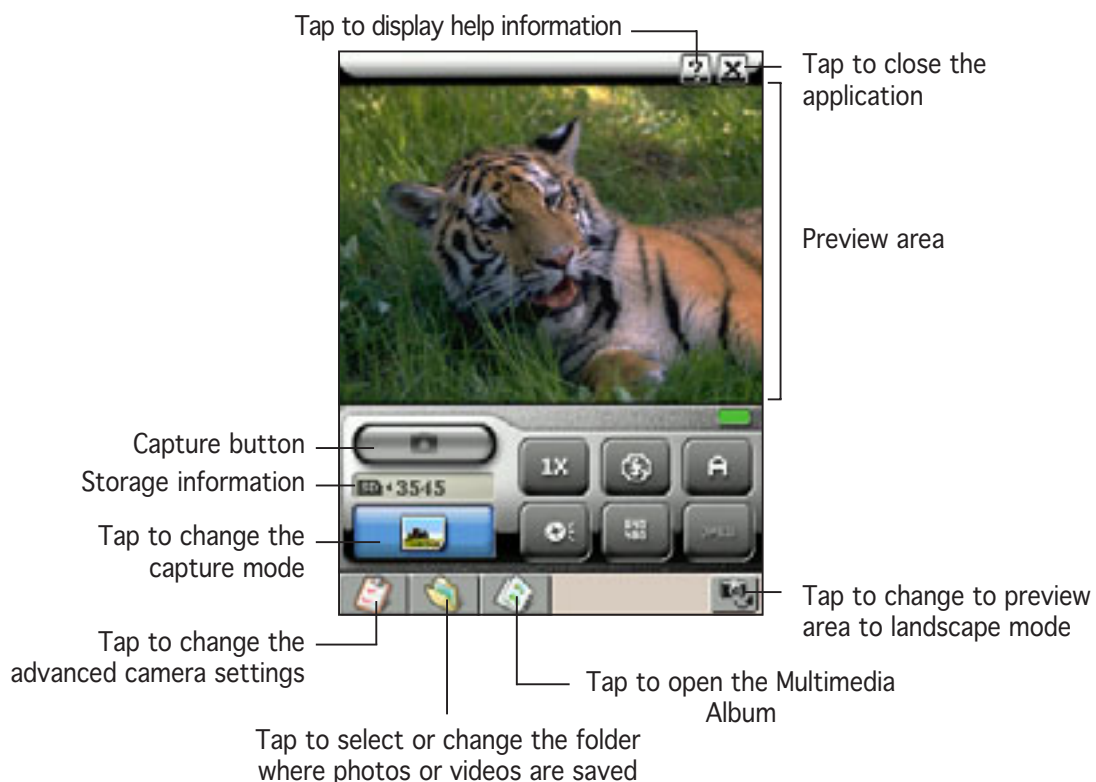 Tap to display help information
? X
Tap to close the
application
Preview area
Capture button
Storage information
3545
1X
A
Tap to change the
capture mode
640
480
Tap to change the
advanced camera settings
Tap to change to preview
area to landscape mode
Tap to open the Multimedia
Album
Tap to select or change the folder
where photos or videos are saved